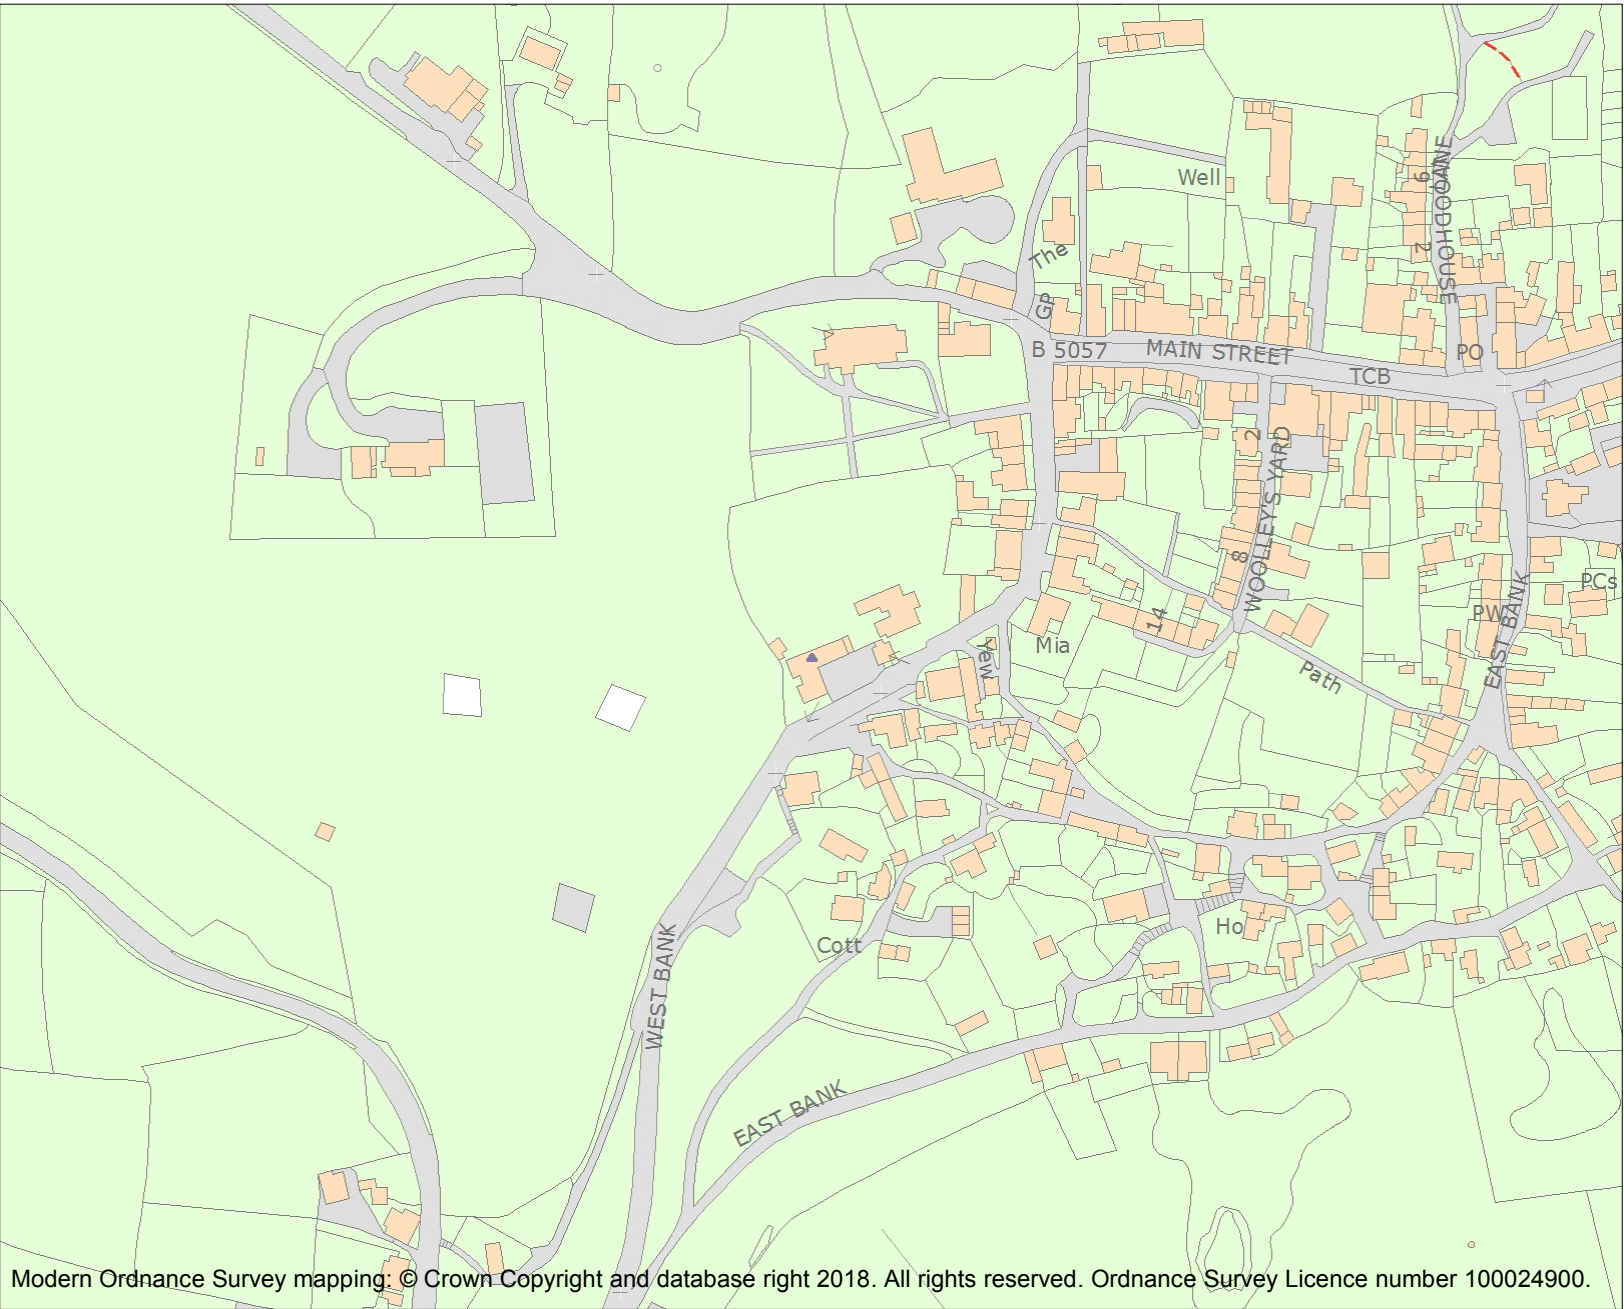 WOODHOUSE LANE
9
2
Well
The
GP
B 5057
MAIN STREET
TCB
PO
2
8
WOOLLEY'S YARD
14
PCs
PW
EAST BANK
Mia
Yew
Path
Cott
Ho
WEST BANK
EAST BANK
Modern Ordnance Survey mapping: © Crown Copyright and database right 2018. All rights reserved. Ordnance Survey Licence number 100024900.